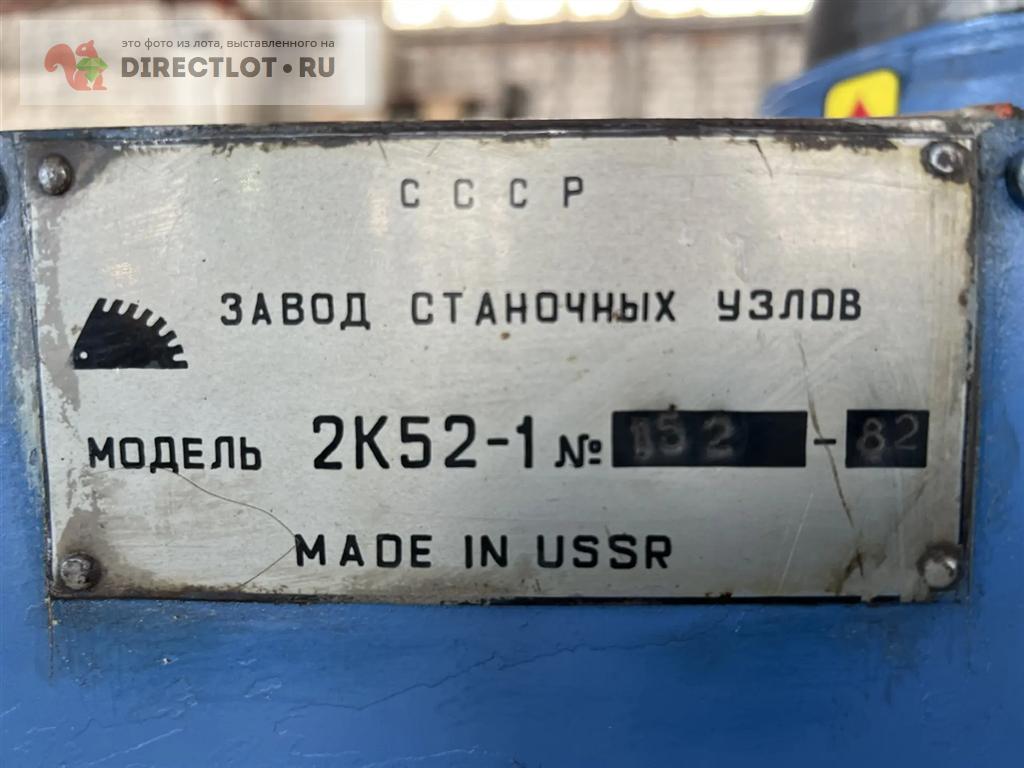 это фото из лота, выставленного на
DIRECTLOT.RU
СССР
ЗАВОД СТАНОЧНЫХ УЗЛОВ
МОДЕЛЬ 2К52-1 № 152 - 82
MADE IN USSR